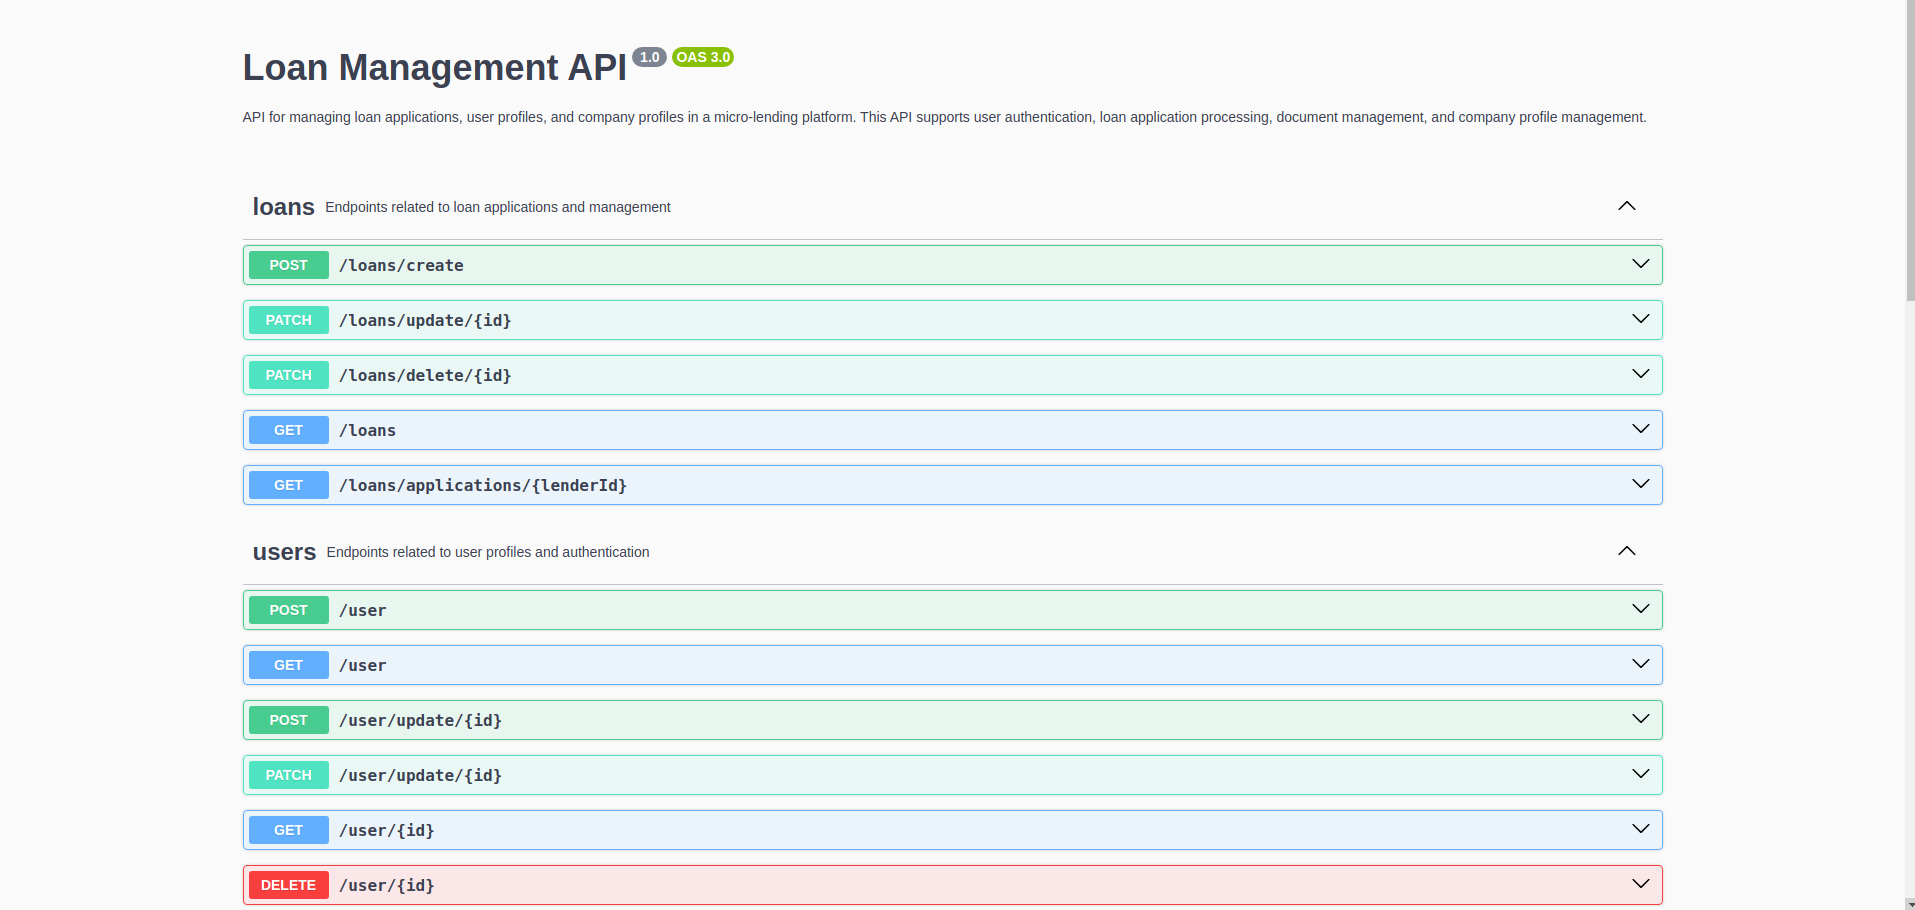 Loan Management API 1.0 OAS 3.0
API for managing loan applications, user profiles, and company profiles in a micro-lending platform. This API supports user authentication, loan application processing, document management, and company profile management.
loans Endpoints related to loan applications and management
POST /loans/create
PATCH /loans/update/{id}
PATCH /loans/delete/{id}
GET /loans
GET /loans/applications/{lenderId}
users Endpoints related to user profiles and authentication
POST /user
GET /user
POST /user/update/{id}
PATCH /user/update/{id}
GET /user/{id}
DELETE /user/{id}